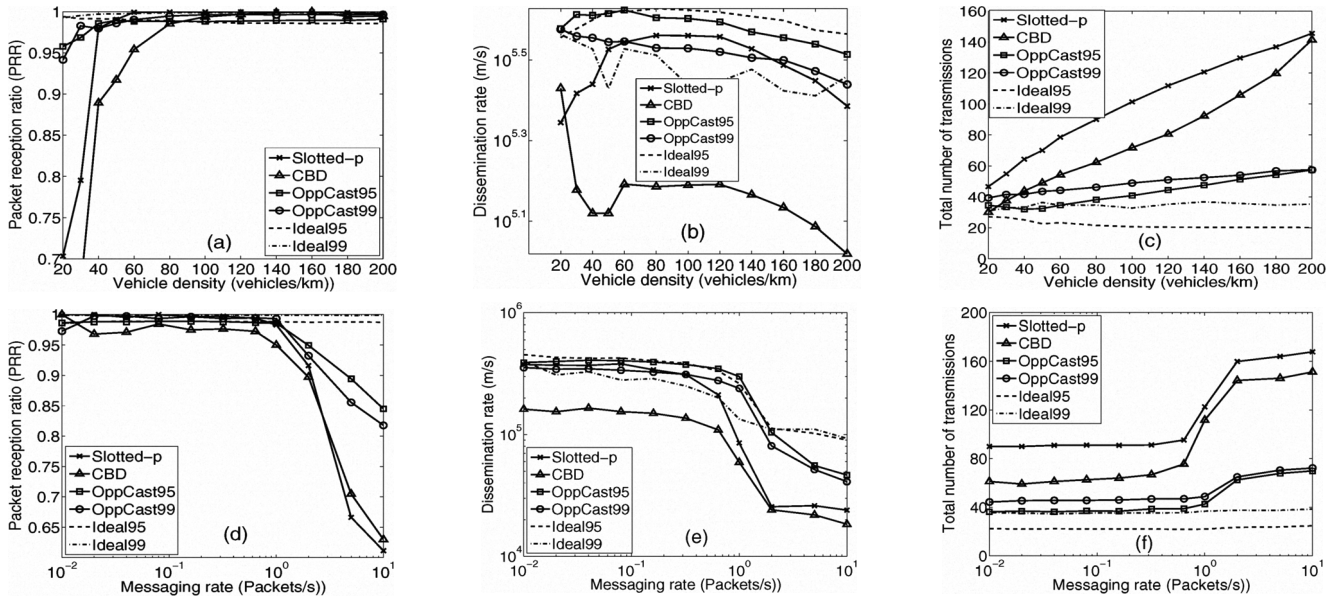 Packet reception ratio (PRR)
1
0.95
0.9
0.85
0.8
0.75
0.7
Slotted-p
CBD
OppCast95
OppCast99
Ideal95
Ideal99
(a)
20 40 60 80 100 120 140 160 180 200
Vehicle density (vehicles/km))
Dissemination rate (m/s)
10^5.5
10^5.3
10^5.1
Slotted-p
CBD
OppCast95
OppCast99
Ideal95
Ideal99
(b)
20 40 60 80 100 120 140 160 180 200
Vehicle density (vehicles/km)
Total number of transmissions
160
140
120
100
80
60
40
20
0
Slotted-p
CBD
OppCast95
OppCast99
Ideal95
Ideal99
(c)
20 40 60 80 100 120 140 160 180 200
Vehicle density (vehicles/km)
Packet reception ratio (PRR)
1
0.95
0.9
0.85
0.8
0.75
0.7
0.65
Slotted-p
CBD
OppCast95
OppCast99
Ideal95
Ideal99
(d)
10^-2 10^-1 10^0 10^1
Messaging rate (Packets/s))
Dissemination rate (m/s)
10^6
10^5
10^4
Slotted-p
CBD
OppCast95
OppCast99
Ideal95
Ideal99
(e)
10^-2 10^-1 10^0 10^1
Messaging rate (Packets/s))
Total number of transmissions
200
160
120
80
40
0
Slotted-p
CBD
OppCast95
OppCast99
Ideal95
Ideal99
(f)
10^-2 10^-1 10^0 10^1
Messaging rate (Packets/s))